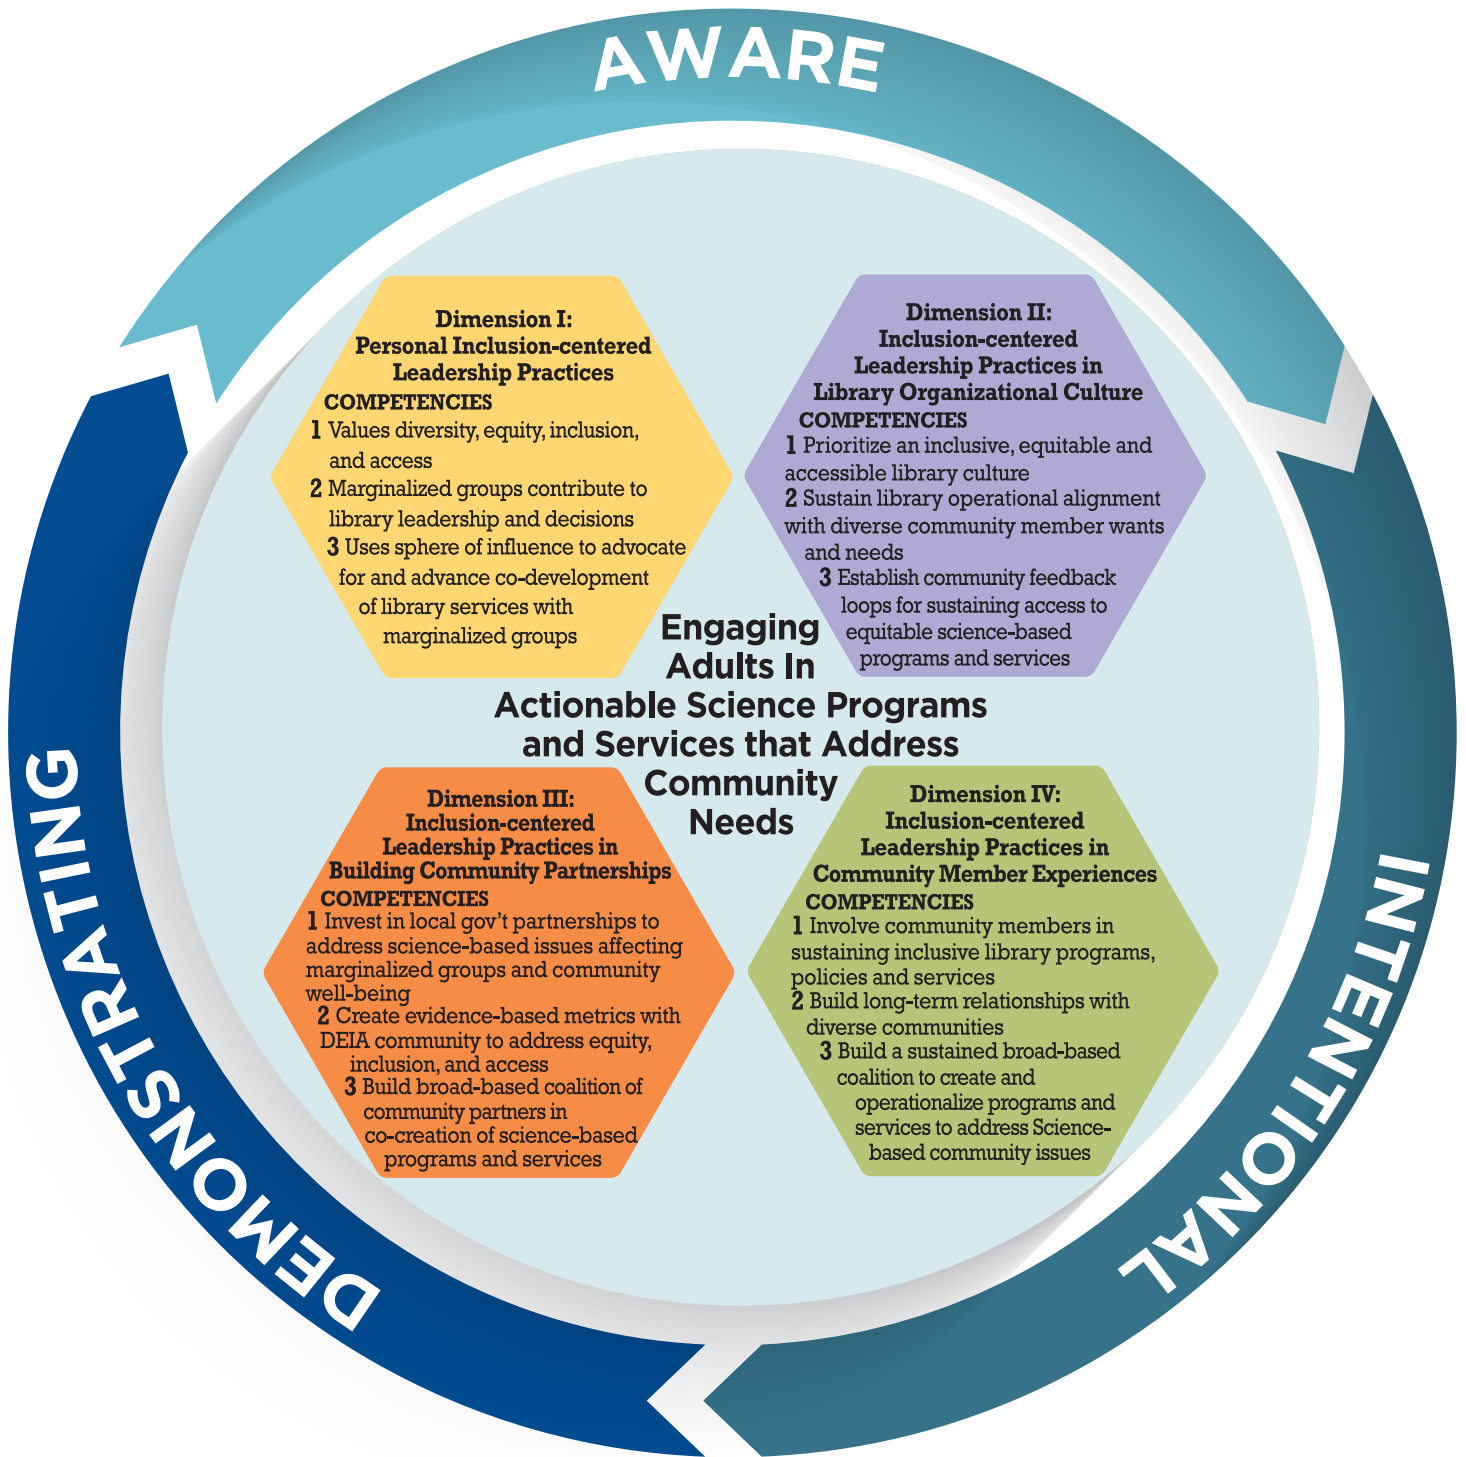 AWARE
Dimension I:
Personal Inclusion-centered
Leadership Practices
COMPETENCIES
1 Values diversity, equity, inclusion,
and access
2 Marginalized groups contribute to
library leadership and decisions
3 Uses sphere of influence to advocate
for and advance co-development
of library services with
marginalized groups
Dimension II:
Inclusion-centered
Leadership Practices in
Library Organizational Culture
COMPETENCIES
1 Prioritize an inclusive, equitable and
accessible library culture
2 Sustain library operational alignment
with diverse community member wants
and needs
3 Establish community feedback
loops for sustaining access to
equitable science-based
programs and services
Engaging
Adults In
Actionable Science Programs
and Services that Address
Community
Needs
Dimension III:
Inclusion-centered
Leadership Practices in
Building Community Partnerships
COMPETENCIES
1 Invest in local gov’t partnerships to
address science-based issues affecting
marginalized groups and community
well-being
2 Create evidence-based metrics with
DEIA community to address equity,
inclusion, and access
3 Build broad-based coalition of
community partners in
co-creation of science-based
programs and services
Dimension IV:
Inclusion-centered
Leadership Practices in
Community Member Experiences
COMPETENCIES
1 Involve community members in
sustaining inclusive library programs,
policies and services
2 Build long-term relationships with
diverse communities
3 Build a sustained broad-based
coalition to create and
operationalize programs and
services to address Science-
based community issues
INTENTIONAL
DEMONSTRATING